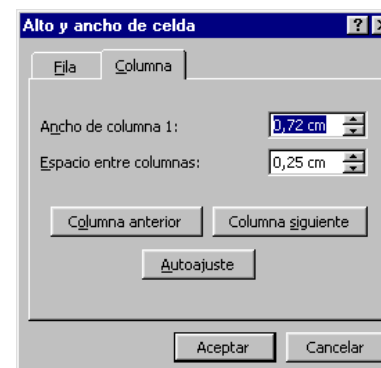 Alto y ancho de celda ?
Fila Columna
Ancho de columna 1: 0,72 cm
Espacio entre columnas: 0,25 cm
Columna anterior Columna siguiente
Autoajuste
Aceptar Cancelar